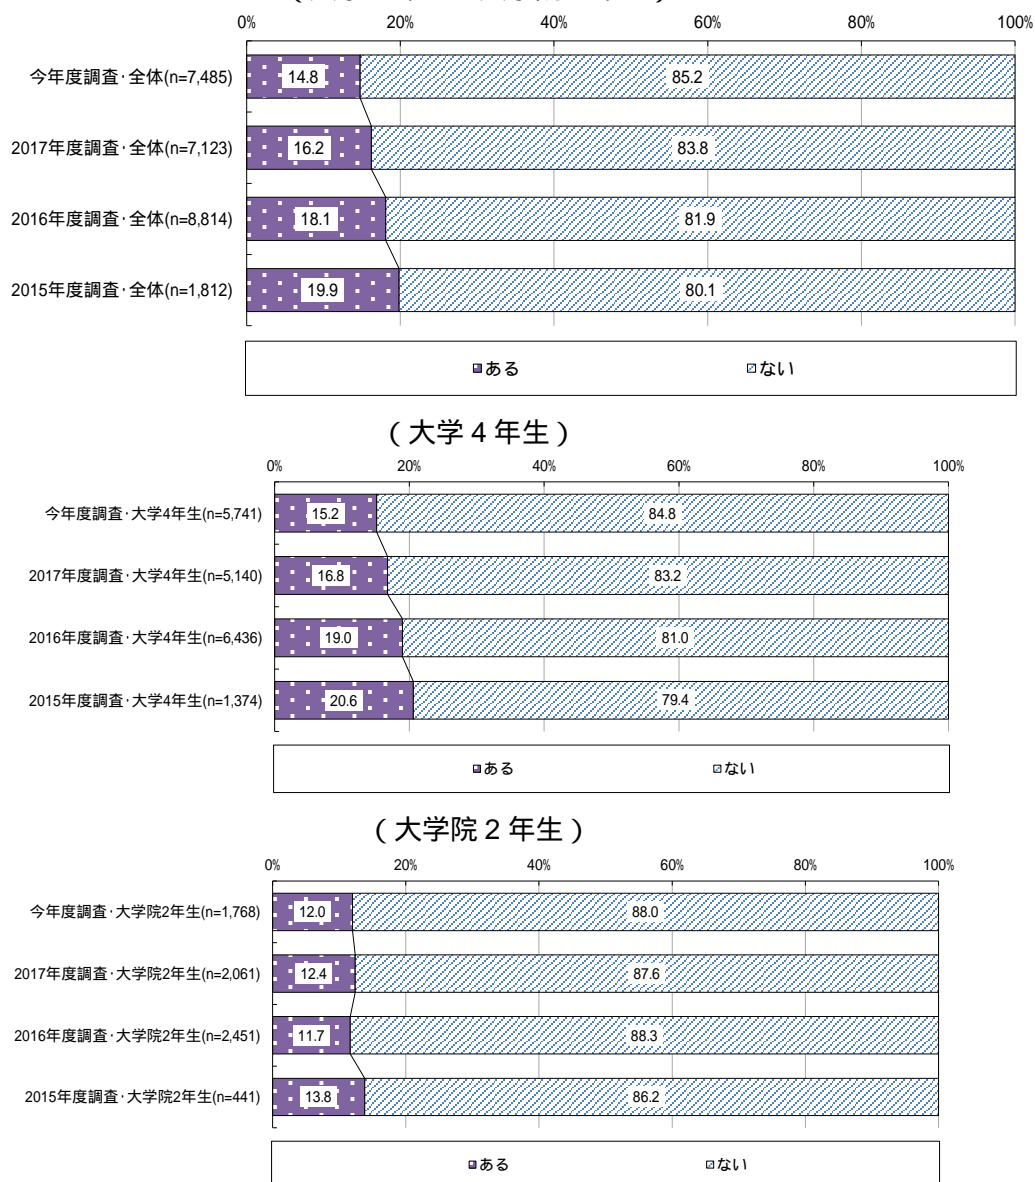 0% 20% 40% 60% 80% 100%
今年度調査・全体(n=7,485) 14.8 85.2
2017年度調査・全体(n=7,123) 16.2 83.8
2016年度調査・全体(n=8,814) 18.1 81.9
2015年度調査・全体(n=1,812) 19.9 80.1
ある ない
（大学４年生）
0% 20% 40% 60% 80% 100%
今年度調査・大学4年生(n=5,741) 15.2 84.8
2017年度調査・大学4年生(n=5,140) 16.8 83.2
2016年度調査・大学4年生(n=6,436) 19.0 81.0
2015年度調査・大学4年生(n=1,374) 20.6 79.4
ある ない
（大学院２年生）
0% 20% 40% 60% 80% 100%
今年度調査・大学院2年生(n=1,768) 12.0 88.0
2017年度調査・大学院2年生(n=2,061) 12.4 87.6
2016年度調査・大学院2年生(n=2,451) 11.7 88.3
2015年度調査・大学院2年生(n=441) 13.8 86.2
ある ない